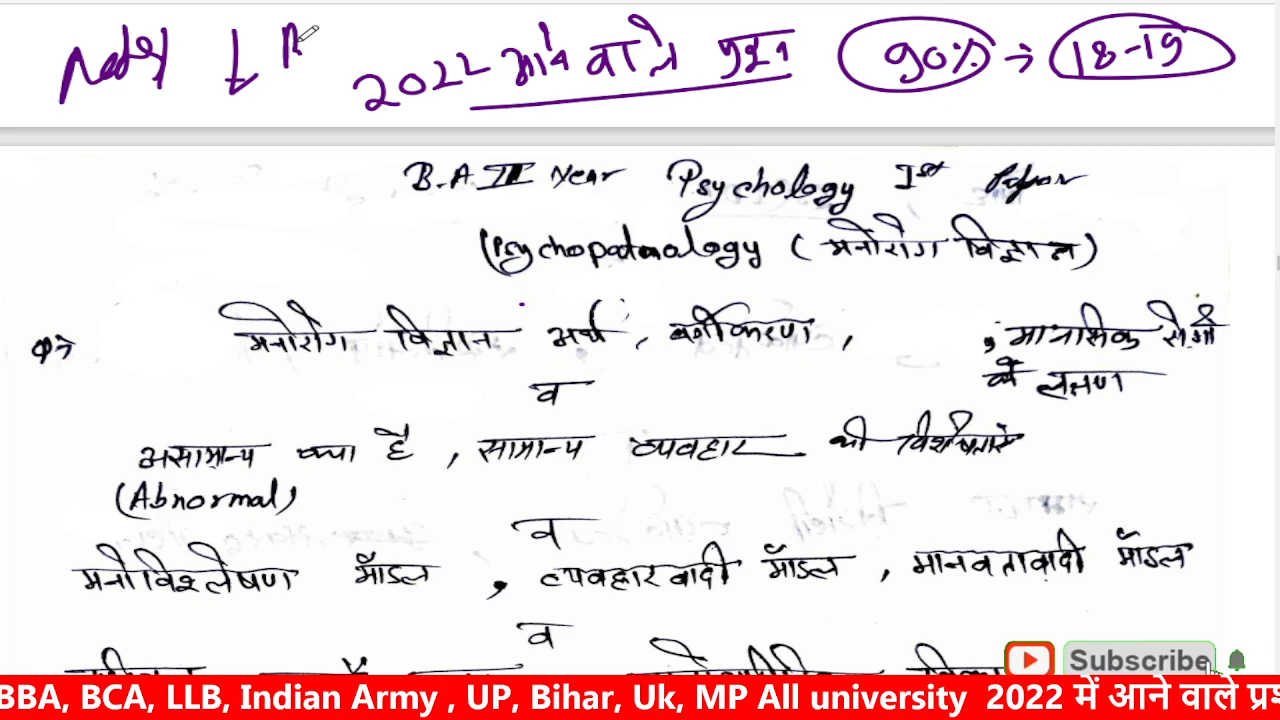 2022 आने वाले प्रश्न 90% → 18-19
B.A II Year Psychology Ist Paper
(Psychopatnalogy (मनोरोग विज्ञान)
मनोरोग विज्ञान अर्थ, वर्गीकरण, , मानसिक रोगी
के लक्षण
व
असामान्य क्या है, सामान्य व्यवहार की विशेषताएं
(Abnormal)
व
मनोविश्लेषण मॉडल, व्यवहारवादी मॉडल, मानवतावादी मॉडल
व
Subscribe
BBA, BCA, LLB, Indian Army , UP, Bihar, Uk, MP All university 2022 में आने वाले प्रश